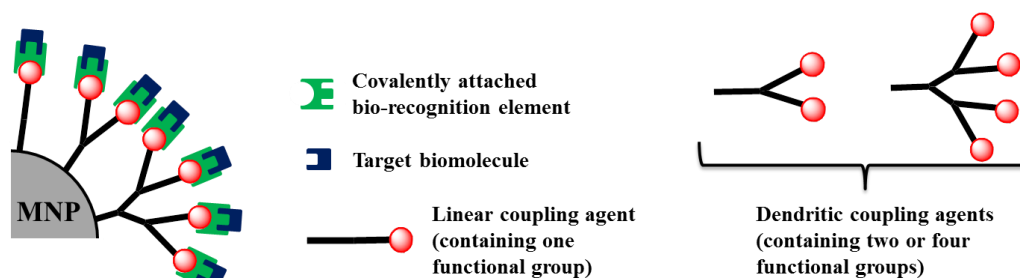 MNP
Covalently attached
bio-recognition element
Target biomolecule
Linear coupling agent
(containing one
functional group)
Dendritic coupling agents
(containing two or four
functional groups)